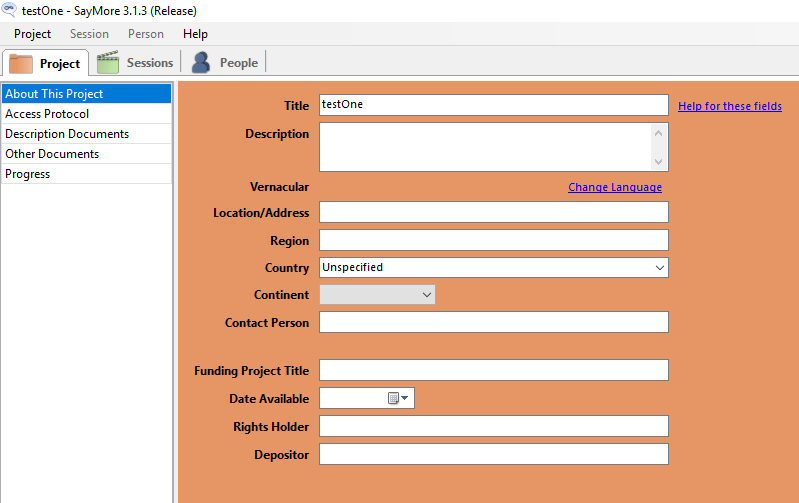 testOne - SayMore 3.1.3 (Release)
Project Session Person Help
Project Sessions People
About This Project
Access Protocol
Description Documents
Other Documents
Progress
Title testOne Help for these fields
Description
Vernacular Change Language
Location/Address
Region
Country Unspecified
Continent
Contact Person
Funding Project Title
Date Available
Rights Holder
Depositor